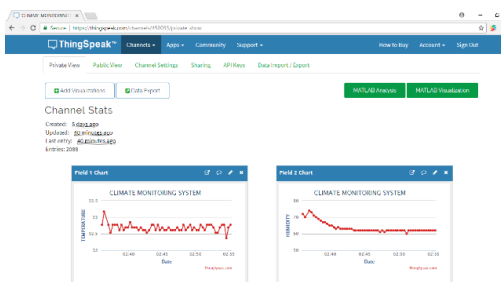 CLIMATE MONITORING S
Secure | https://thingspeak.com/channels/450055/private_show
ThingSpeak™ Channels Apps Community Support How to Buy Account Sign Out
Private View Public View Channel Settings Sharing API Keys Data Import / Export
Add Visualizations Data Export MATLAB Analysis MATLAB Visualization
Channel Stats
Created: 5 days ago
Updated: 40 minutes ago
Last entry: 40 minutes ago
Entries: 2088
Field 1 Chart Field 2 Chart
CLIMATE MONITORING SYSTEM CLIMATE MONITORING SYSTEM
TEMPERATURE HUMIDITY
02:40 02:45 02:50 02:55 02:40 02:45 02:50 02:55
Date Date
ThingSpeak.com ThingSpeak.com